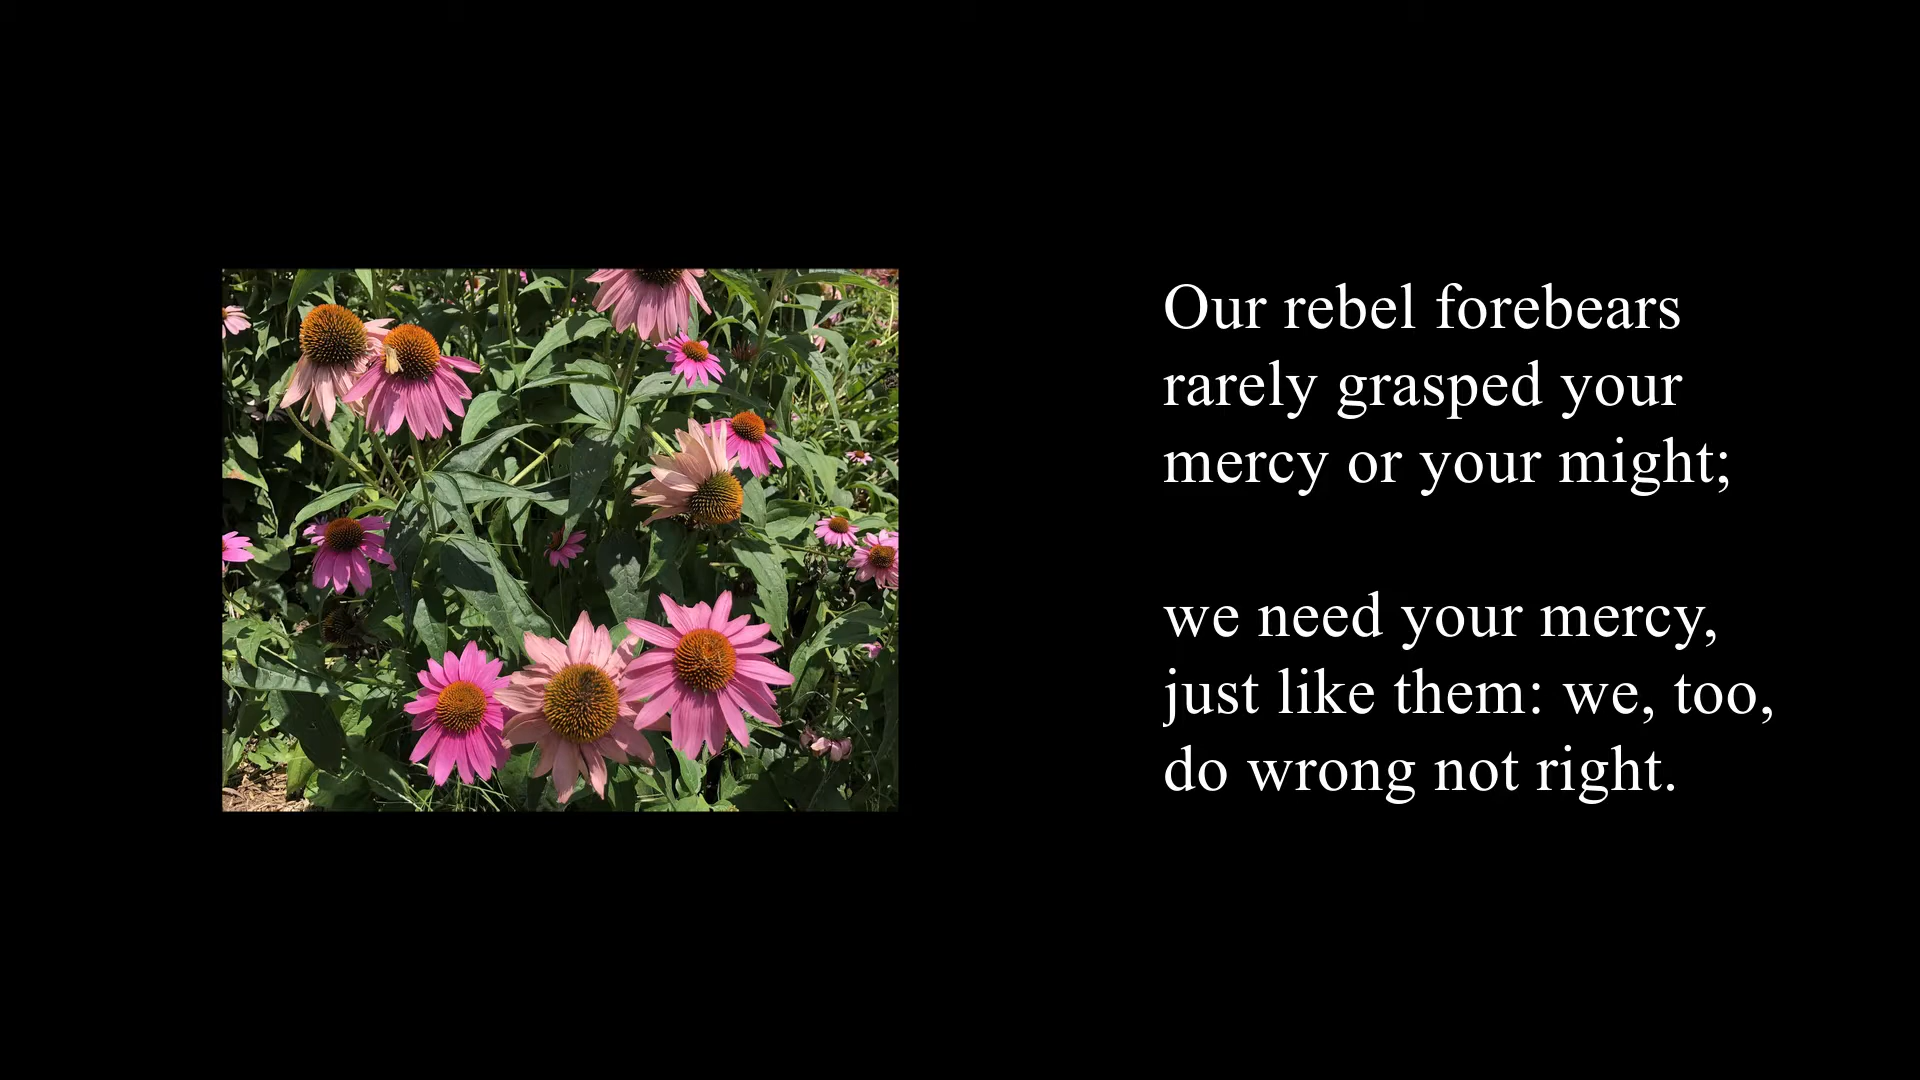 Our rebel forebears
rarely grasped your
mercy or your might;
we need your mercy,
just like them: we, too,
do wrong not right.